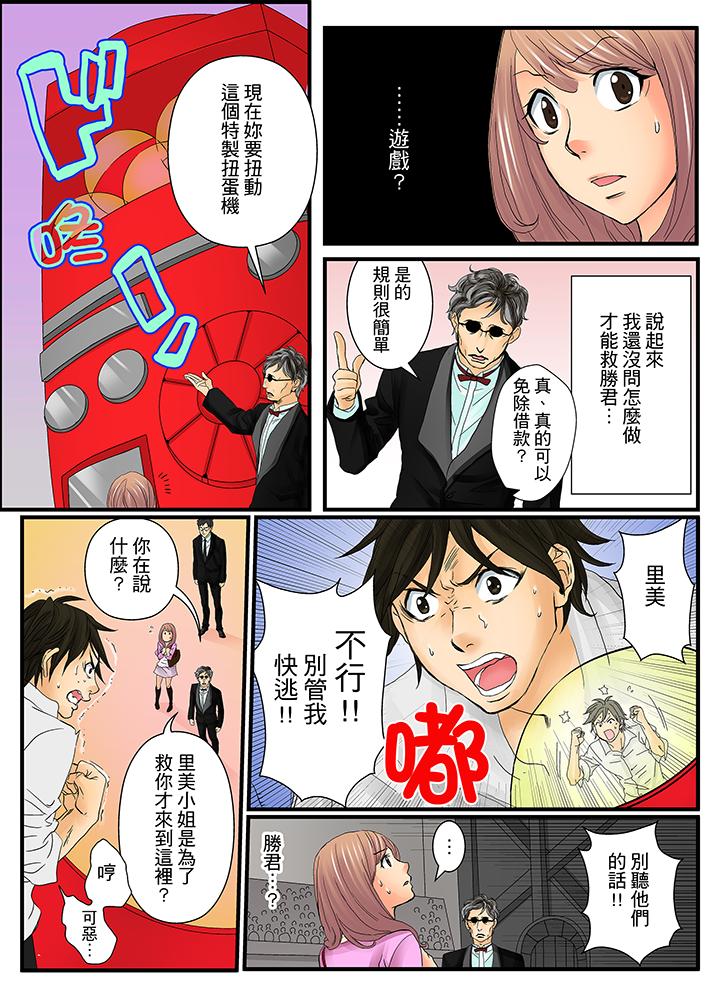 ……遊戲？
說起來
我還沒問怎麼做
才能救勝君…
真、真的可以
免除借款？
是的
規則很簡單
現在妳要扭動
這個特製扭蛋機
咚
里美
不行!!
別管我
快逃!!
嘟
你在說
什麼？
里美小姐是為了
救你才來到這裡？
哼
可惡…
別聽他們
的話!!
…
勝君…?